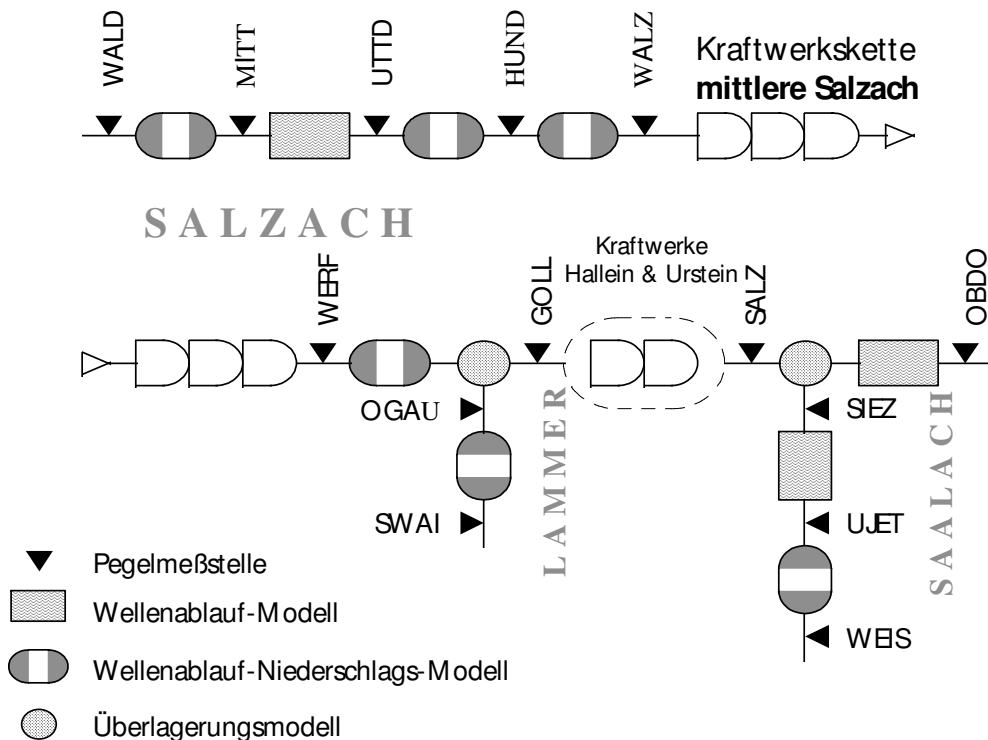 WALD
MITT
UTTD
HUND
WALZ
Kraftwerkskette
mittlere Salzach
SALZACH
WERF
GOLL
Kraftwerke
Hallein & Urstein
SALZ
OBDO
OGAU
SIEZ
LAMMER
SAALACH
SWAI
UJET
WEIS
Pegelmeßstelle
Wellenablauf-Modell
Wellenablauf-Niederschlags-Modell
Überlagerungsmodell